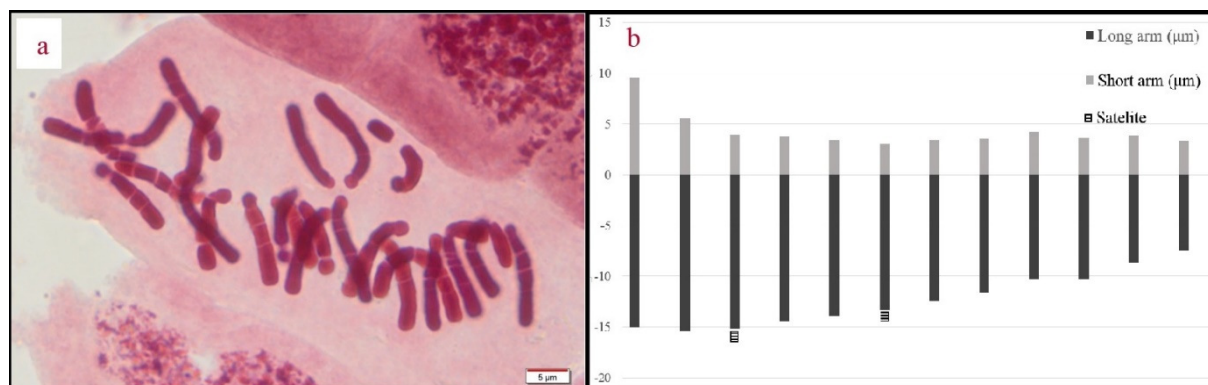 a
5 µm
b
15
10
5
0
-5
-10
-15
-20
Long arm (µm)
Short arm (µm)
Satelite